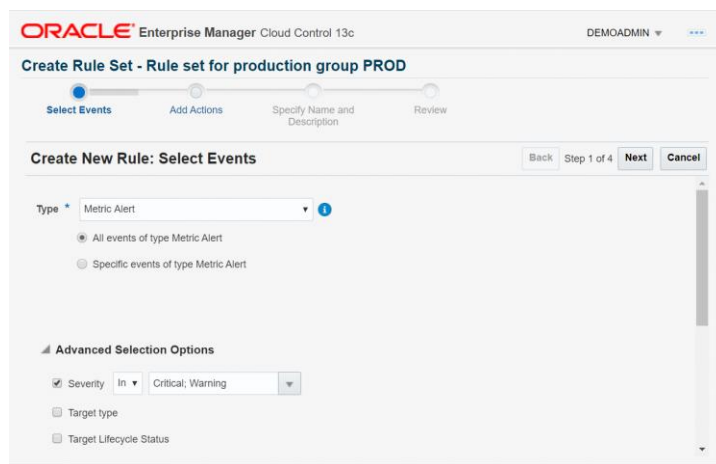 ORACLE® Enterprise Manager Cloud Control 13c
DEMOADMIN
Create Rule Set - Rule set for production group PROD
Select Events
Add Actions
Specify Name and
Description
Review
Create New Rule: Select Events
Back Step 1 of 4 Next Cancel
Type * Metric Alert
All events of type Metric Alert
Specific events of type Metric Alert
Advanced Selection Options
Severity In Critical; Warning
Target type
Target Lifecycle Status